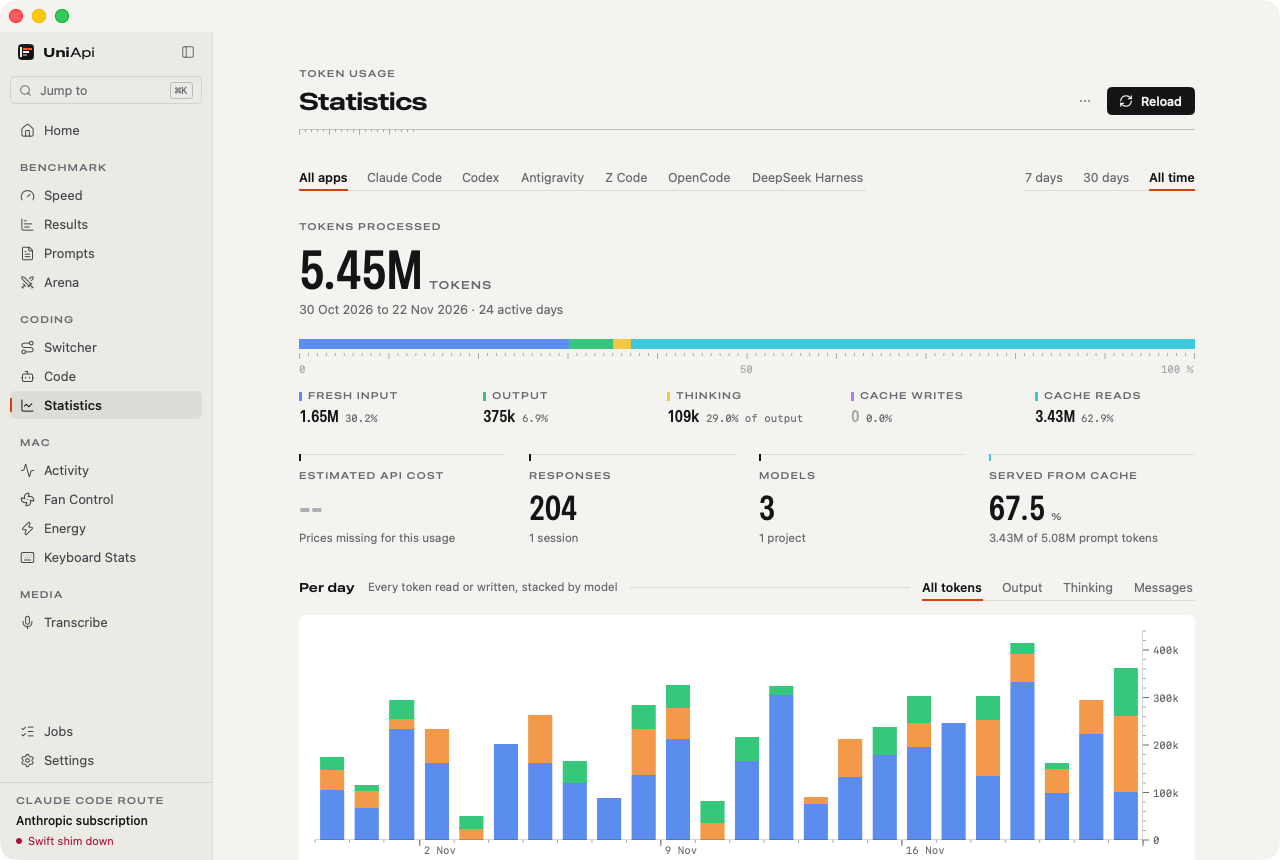 UniApi
Jump to ⌘K
Home
BENCHMARK
Speed
Results
Prompts
Arena
CODING
Switcher
Code
Statistics
MAC
Activity
Fan Control
Energy
Keyboard Stats
MEDIA
Transcribe
Jobs
Settings
CLAUDE CODE ROUTE
Anthropic subscription
Swift shim down
TOKEN USAGE
Statistics
··· Reload
All apps Claude Code Codex Antigravity Z Code OpenCode DeepSeek Harness 7 days 30 days All time
TOKENS PROCESSED
5.45M TOKENS
30 Oct 2026 to 22 Nov 2026 · 24 active days
0 50 100 %
FRESH INPUT OUTPUT THINKING CACHE WRITES CACHE READS
1.65M 30.2% 375k 6.9% 109k 29.0% of output 0 0.0% 3.43M 62.9%
ESTIMATED API COST RESPONSES MODELS SERVED FROM CACHE
-- 204 3 67.5 %
Prices missing for this usage 1 session 1 project 3.43M of 5.08M prompt tokens
Per day Every token read or written, stacked by model All tokens Output Thinking Messages
400k
300k
200k
100k
0
2 Nov 9 Nov 16 Nov